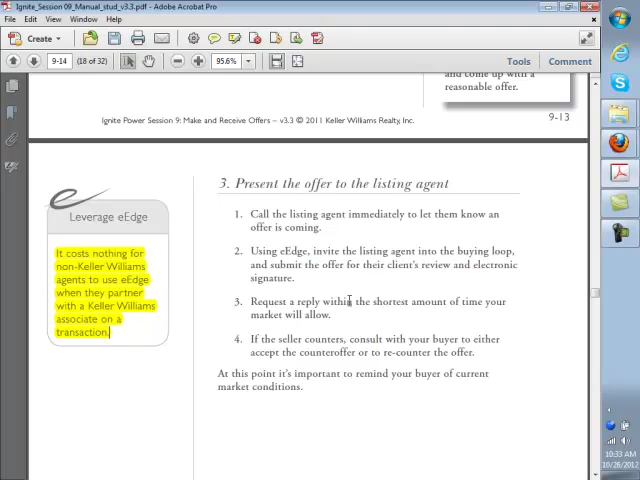 Ignite_Session 09_Manual_stud_v3.3.pdf - Adobe Acrobat Pro
File Edit View Window Help
Create
9-14 (18 of 32) 95.6% Tools Comment
and come up with a
reasonable offer.
Ignite Power Session 9: Make and Receive Offers – v3.3 © 2011 Keller Williams Realty, Inc.
9-13
Leverage eEdge
It costs nothing for
non-Keller Williams
agents to use eEdge
when they partner
with a Keller Williams
associate on a
transaction.
3. Present the offer to the listing agent
1. Call the listing agent immediately to let them know an
offer is coming.
2. Using eEdge, invite the listing agent into the buying loop,
and submit the offer for their client's review and electronic
signature.
3. Request a reply within the shortest amount of time your
market will allow.
4. If the seller counters, consult with your buyer to either
accept the counteroffer or to re-counter the offer.
At this point it's important to remind your buyer of current
market conditions.
10:33 AM
10/26/2012